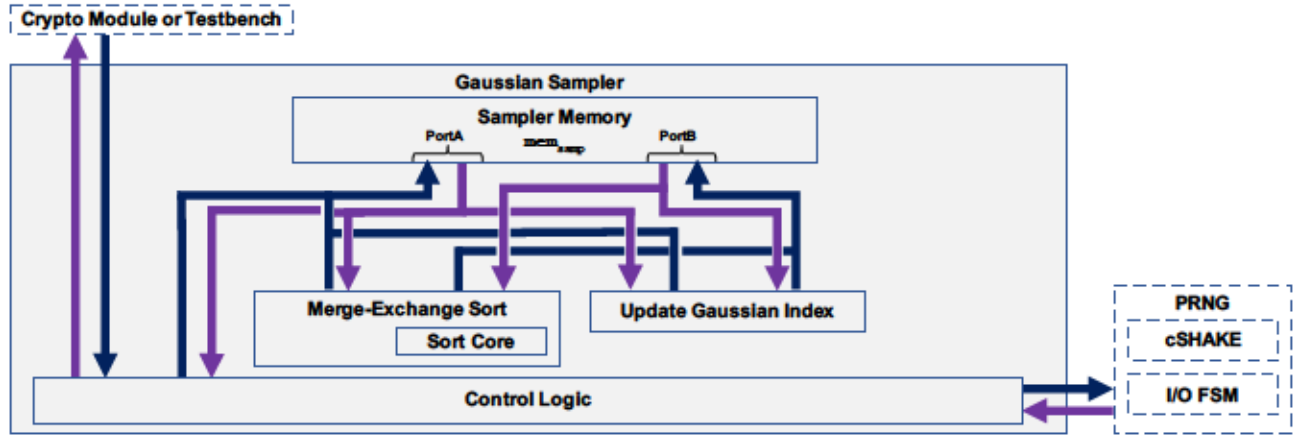 Crypto Module or Testbench
Gaussian Sampler
Sampler Memory
PortA
PortB
mem_samp
Merge-Exchange Sort
Sort Core
Update Gaussian Index
PRNG
cSHAKE
I/O FSM
Control Logic